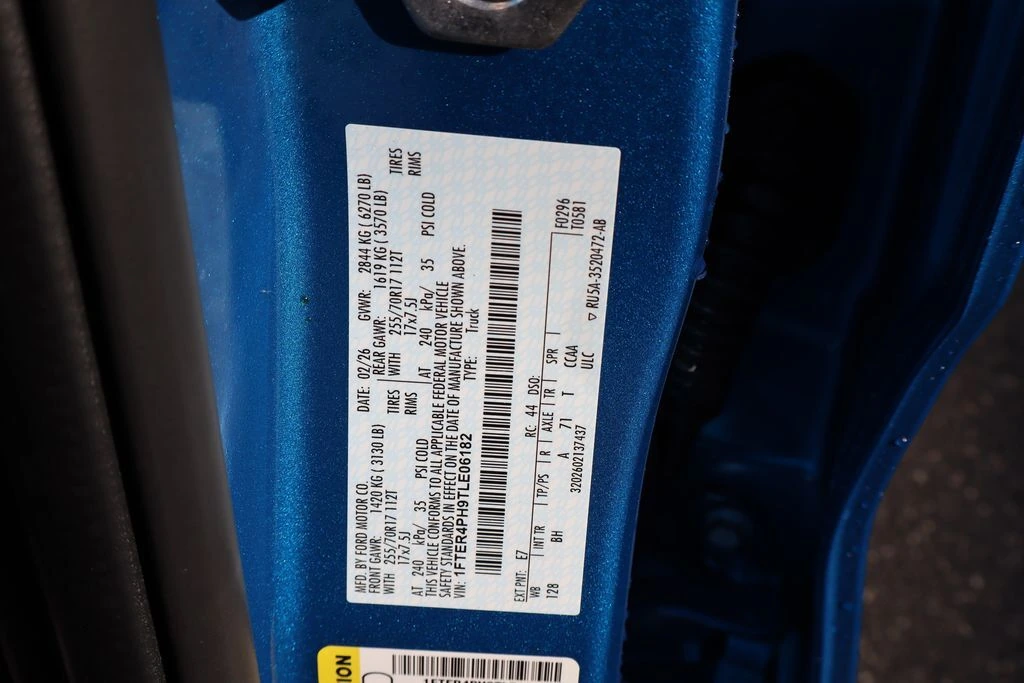 MFD. BY FORD MOTOR CO. DATE: 02/26 GVWR: 2844 KG ( 6270 LB)
FRONT GAWR: 1420 KG ( 3130 LB) REAR GAWR: 1619 KG ( 3570 LB)
WITH 255/70R17 112T TIRES WITH 255/70R17 112T TIRES
17x7.5J RIMS 17x7.5J RIMS
AT 240 kPa/ 35 PSI COLD AT 240 kPa/ 35 PSI COLD
THIS VEHICLE CONFORMS TO ALL APPLICABLE FEDERAL MOTOR VEHICLE
SAFETY STANDARDS IN EFFECT ON THE DATE OF MANUFACTURE SHOWN ABOVE.
VIN: 1FTER4PH9TLE06182 TYPE: Truck
EXT PNT: E7 RC: 44 DSO: F0296
WB INT TR TP/PS R AXLE TR SPR T0581
128 BH A 71 T CCAA
3202602137437 ULC
▽ RU5A-3520472-AB